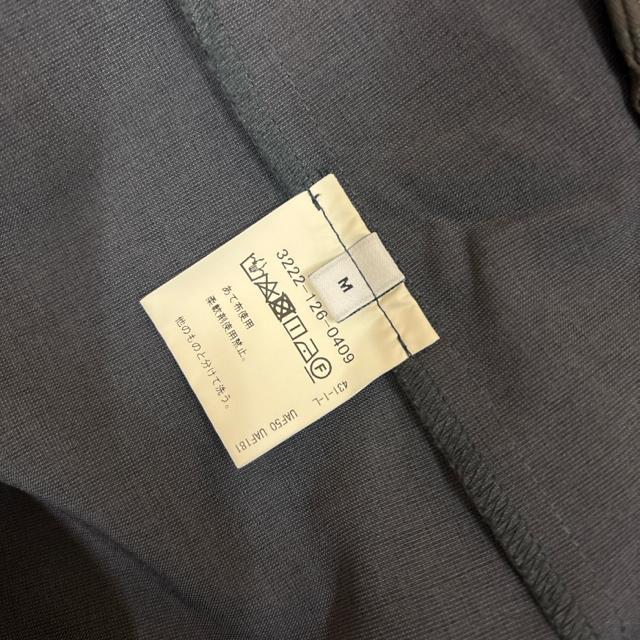 M
3222-126-0409
F
あて布使用
柔軟剤使用禁止。
他のものと分けて洗う。
431-I-L
UAF50 UAF181